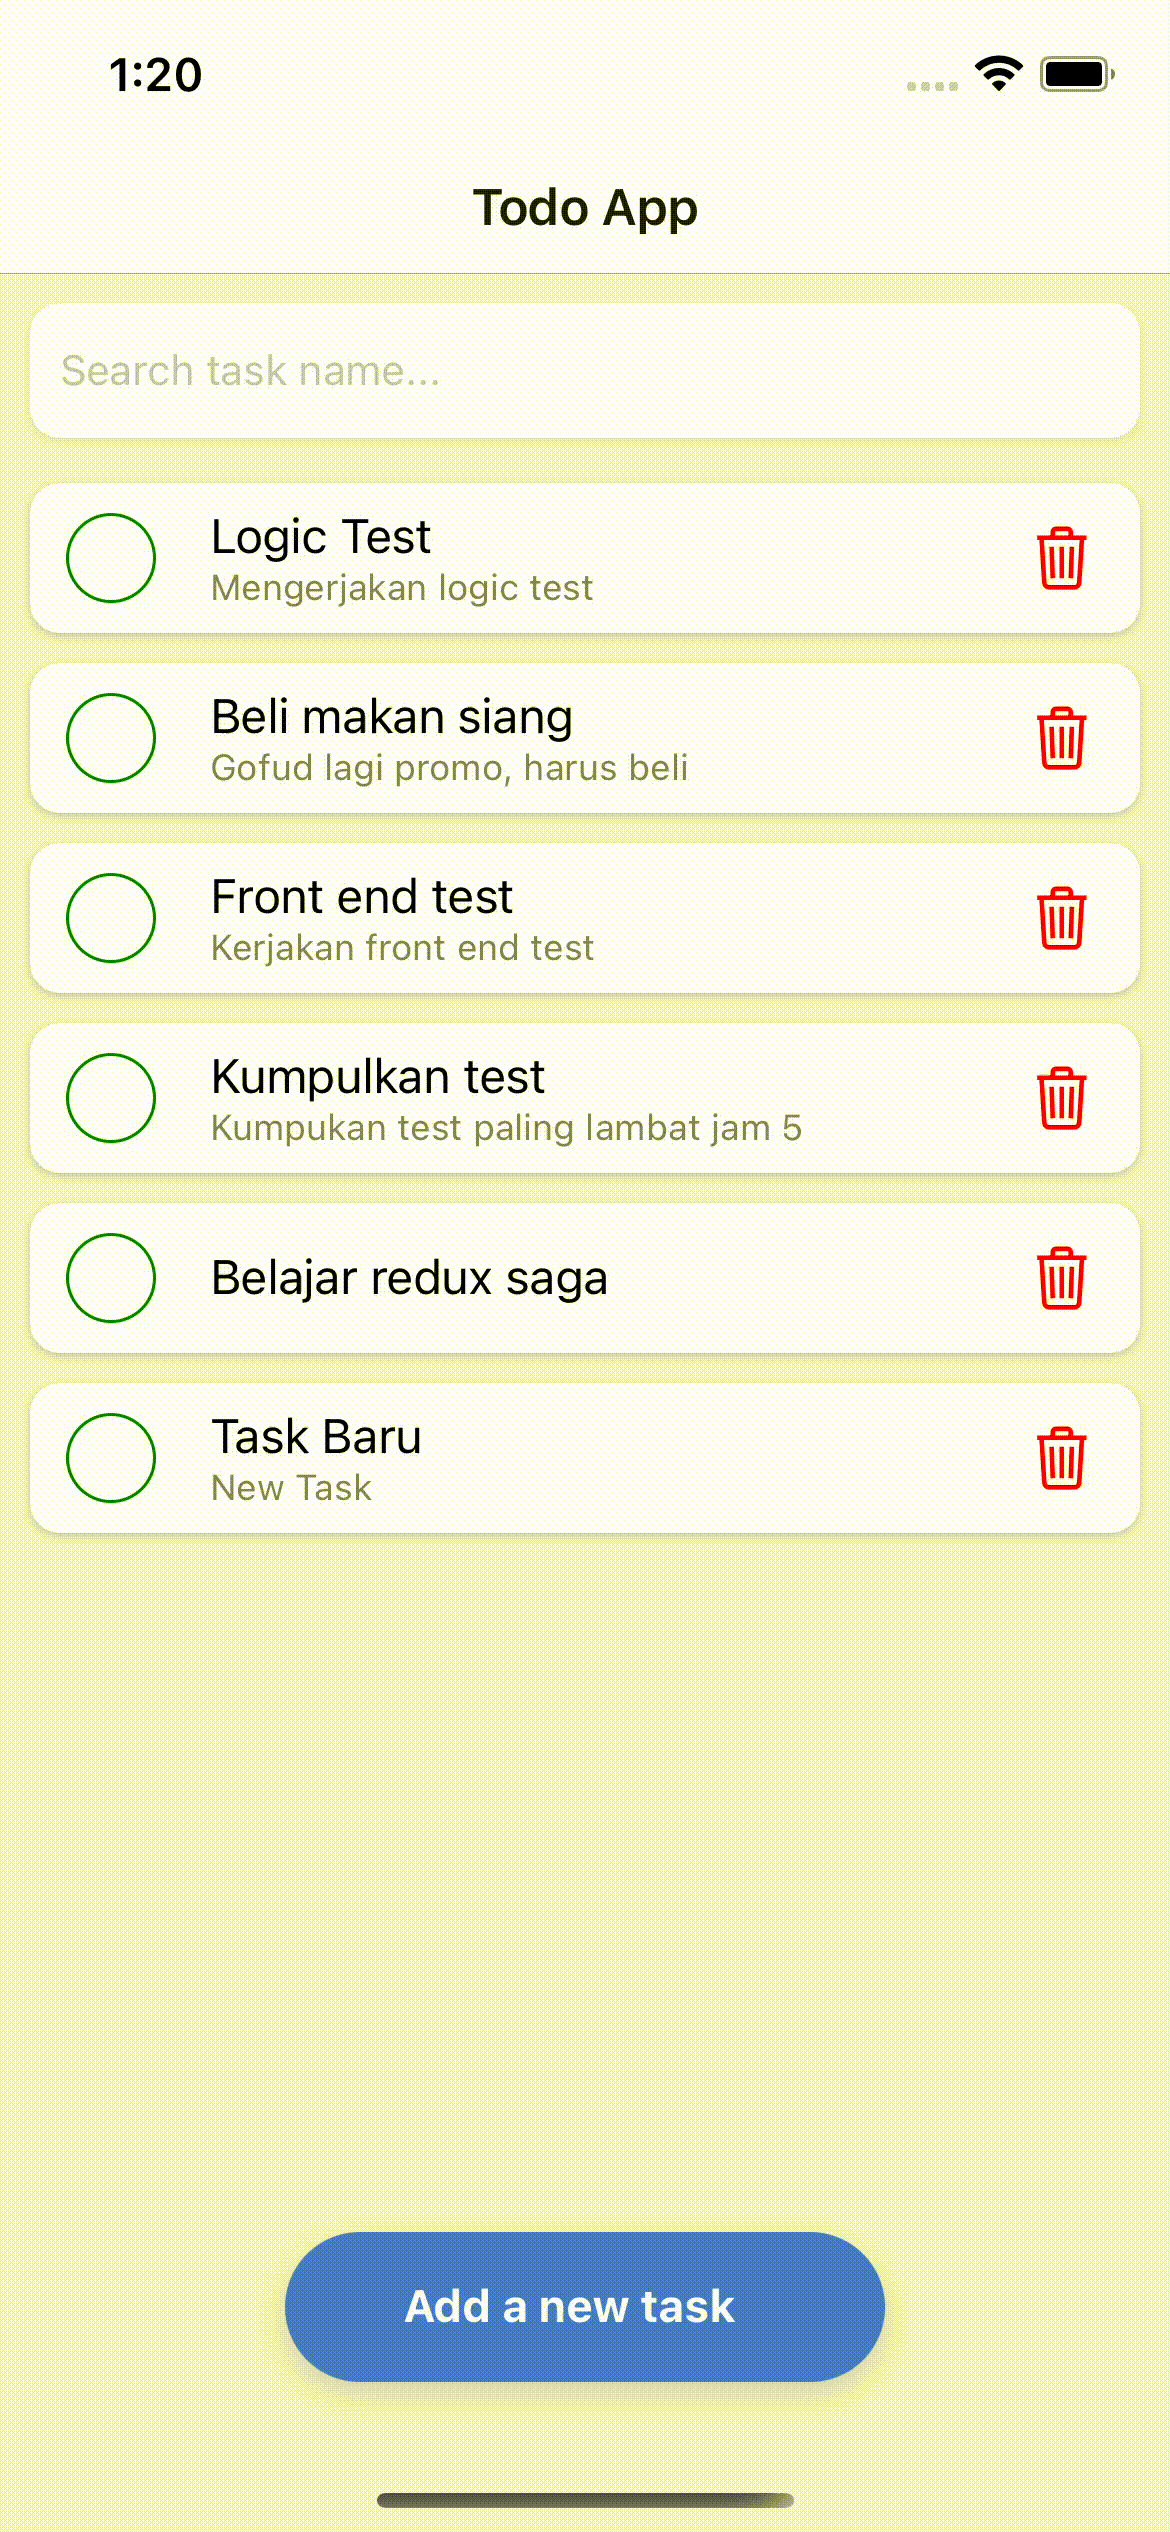 1:20
Todo App
Search task name...
Logic Test
Mengerjakan logic test
Beli makan siang
Gofud lagi promo, harus beli
Front end test
Kerjakan front end test
Kumpulkan test
Kumpukan test paling lambat jam 5
Belajar redux saga
Task Baru
New Task
Add a new task